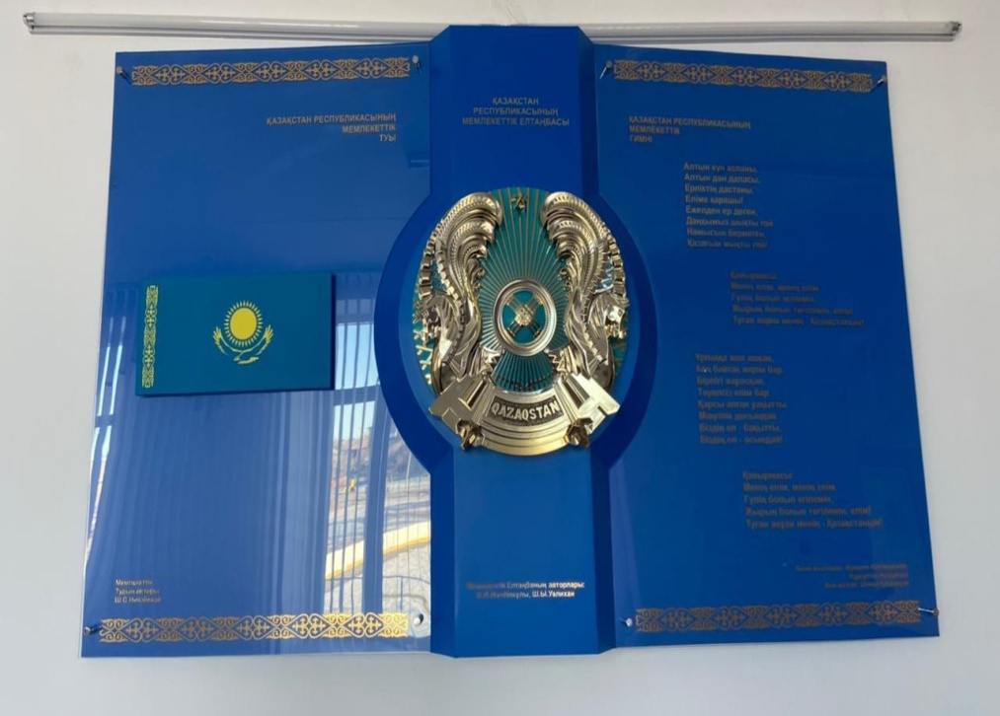 ҚАЗАҚСТАН РЕСПУБЛИКАСЫНЫҢ
МЕМЛЕКЕТТІК
ТУЫ
Мемлекеттік
Тудың авторы
Ш.О.Ниязбеков
ҚАЗАҚСТАН
РЕСПУБЛИКАСЫНЫҢ
МЕМЛЕКЕТТІК ЕЛТАҢБАСЫ
QAZAQSTAN
Мемлекеттік Елтаңбаның авторлары:
Ш.Ы.Уәлихан
ҚАЗАҚСТАН РЕСПУБЛИКАСЫНЫҢ
МЕМЛЕКЕТТІК
ГИМНІ
Алтын күн аспаны,
Алтын дән даласы,
Ерліктің дастаны,
Еліме қарашы!
Ежелден ер деген,
Даңқымыз шықты ғой
Намысын бермеген,
Қазағым мықты ғой!
Қайырмасы:
Менің елім, менің елім
Гүлің болып егілемін,
Жырың болып төгілемін, елім!
Туған жерім менің - Қазақстаным!
Ұрпаққа жол ашқан,
Кең байтақ жерім бар.
Бірлігі жарасқан,
Тәуелсіз елім бар.
Қарсы алған уақытты,
Мәңгілік досындай
Біздің ел - бақытты,
Біздің ел - осындай!
Қайырмасы:
Менің елім, менің елім
Гүлің болып егілемін,
Жырың болып төгілемін, елім!
Туған жерім менің - Қазақстаным!